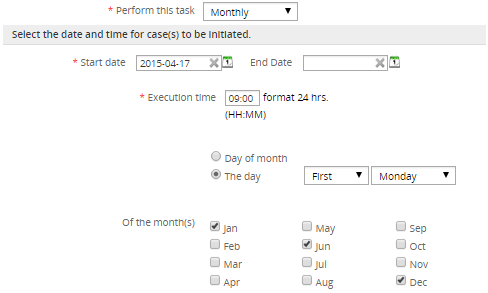 * Perform this task Monthly
Select the date and time for case(s) to be initiated.
* Start date 2015-04-17 End Date
* Execution time 09:00 format 24 hrs.
(HH:MM)
Day of month
The day First Monday
Of the month(s) Jan May Sep
Feb Jun Oct
Mar Jul Nov
Apr Aug Dec